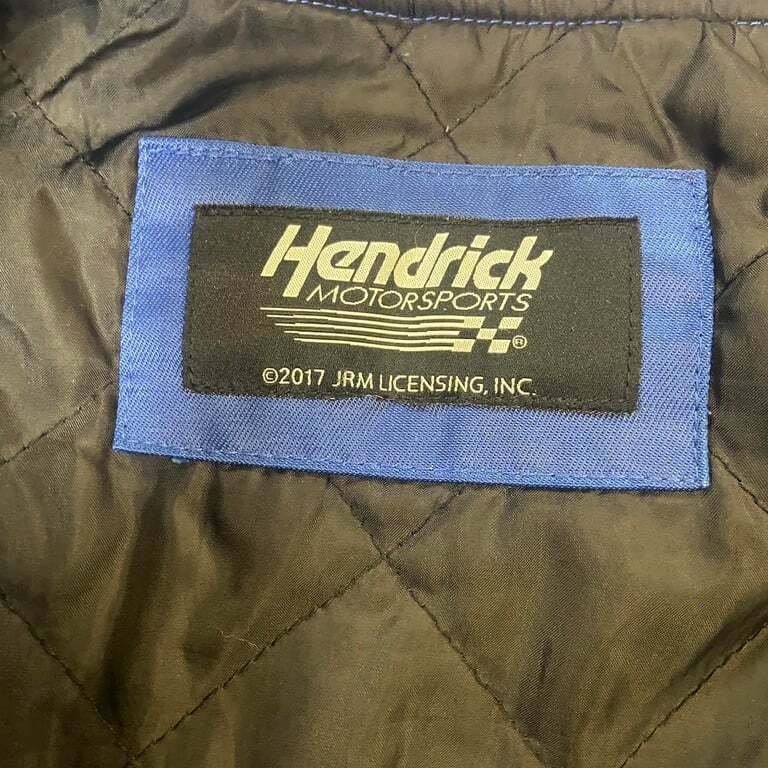 Hendrick
MOTORSPORTS
®
©2017 JRM LICENSING, INC.